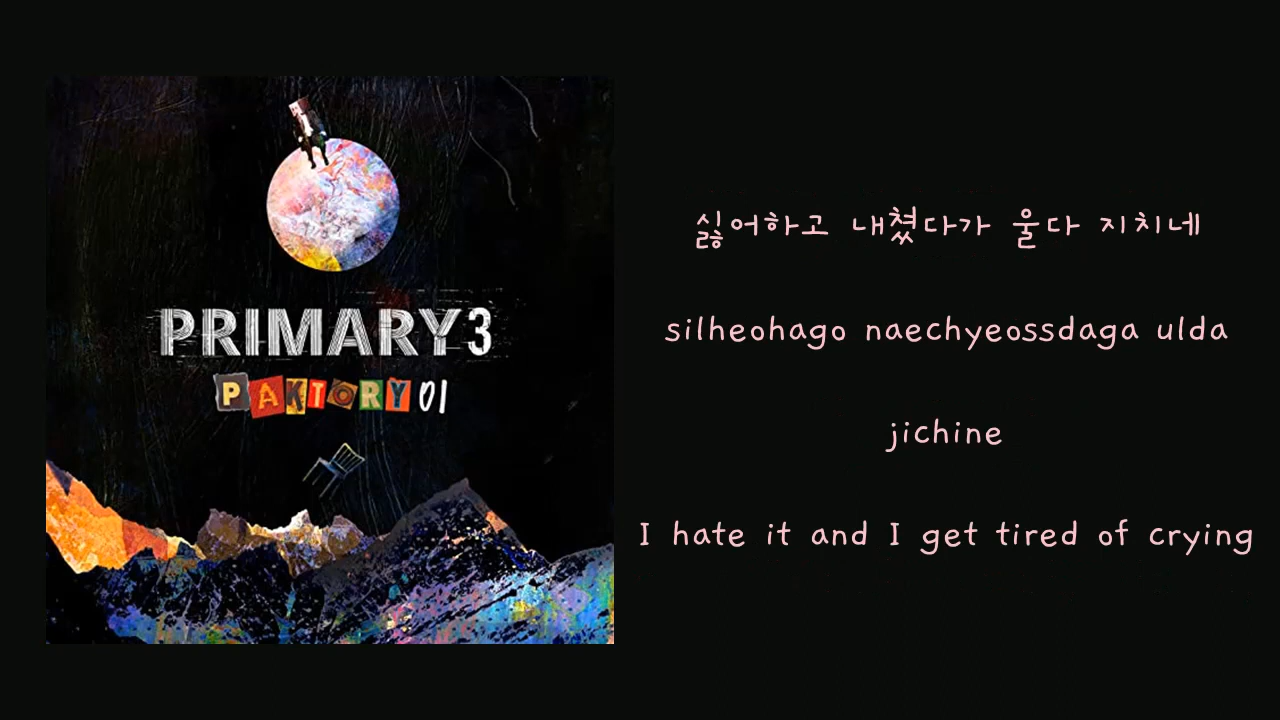 PRIMARY3
PAKTORY 01
싫어하고 내쳤다가 울다 지치네
silheohago naechyeossdaga ulda
jichine
I hate it and I get tired of crying